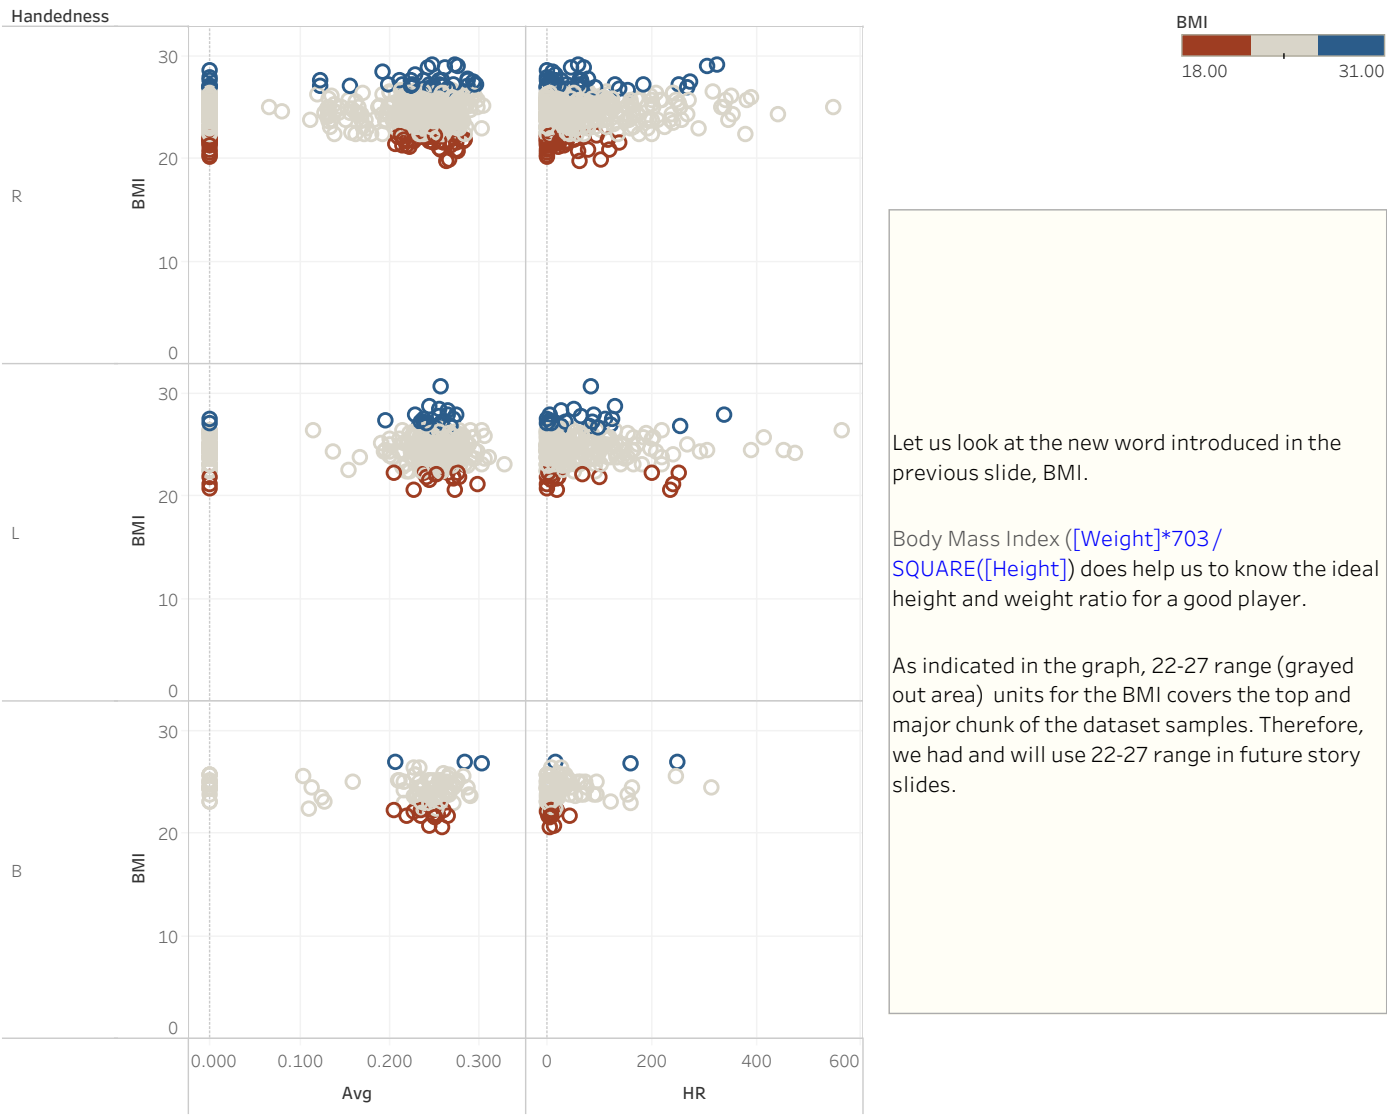 Handedness
BMI
18.00 31.00
R
BMI
30
20
10
0
L
BMI
30
20
10
0
B
BMI
30
20
10
0
0.000 0.100 0.200 0.300
Avg
0 200 400 600
HR
Let us look at the new word introduced in the
previous slide, BMI.
Body Mass Index ([Weight]*703/
SQUARE([Height]) does help us to know the ideal
height and weight ratio for a good player.
As indicated in the graph, 22-27 range (grayed
out area) units for the BMI covers the top and
major chunk of the dataset samples. Therefore,
we had and will use 22-27 range in future story
slides.